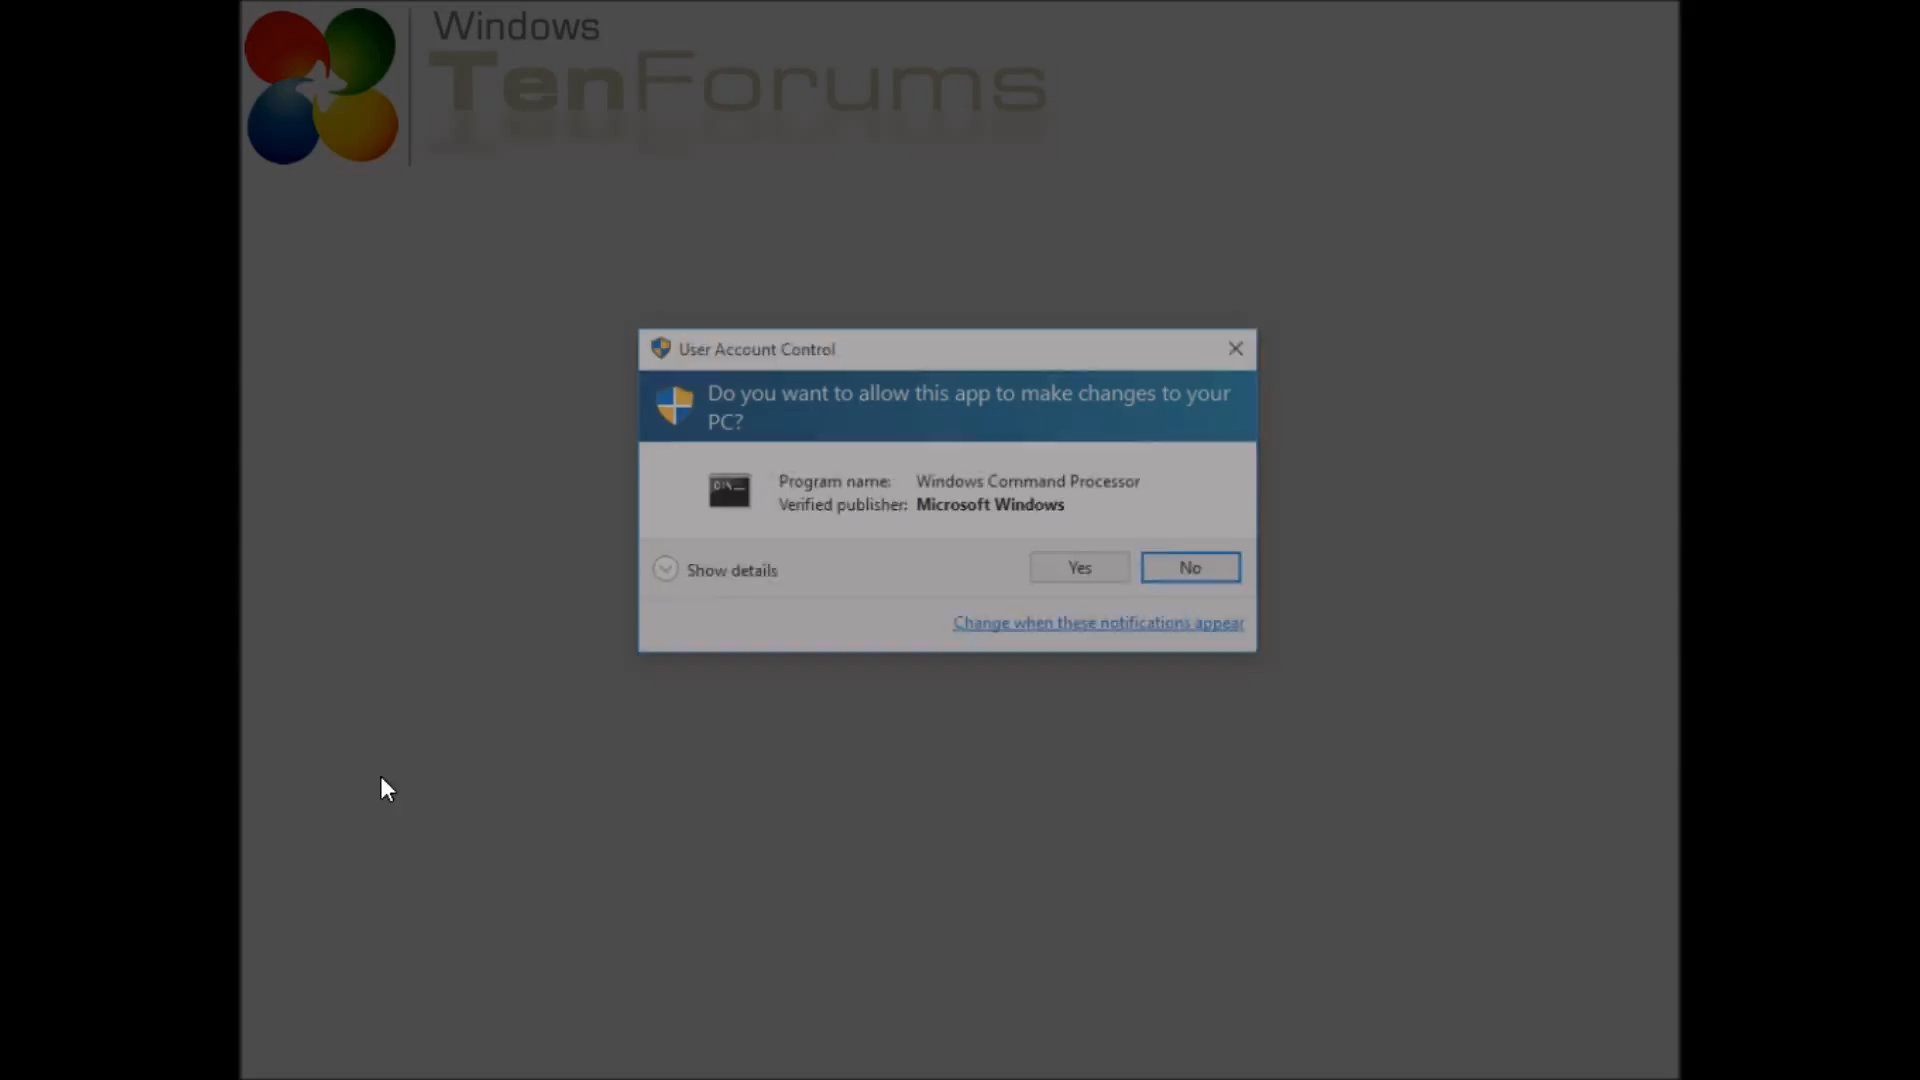 Windows
TenForums
User Account Control
Do you want to allow this app to make changes to your
PC?
C:\_
Program name: Windows Command Processor
Verified publisher: Microsoft Windows
Show details
Yes
No
Change when these notifications appear